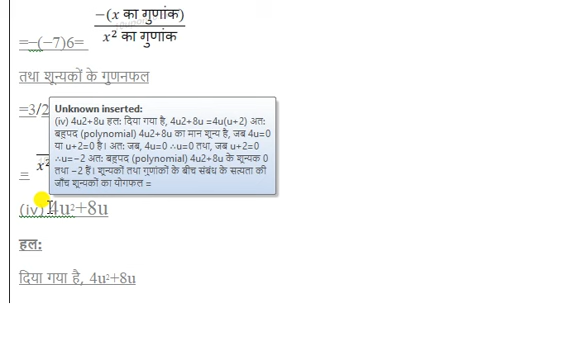 =-(-7)6= -(x का गुणांक)
x² का गुणांक
तथा शून्यकों के गुणनफल
=3/2
Unknown inserted:
(iv) 4u2+8u हल: दिया गया है, 4u2+8u =4u(u+2) अत:
बहुपद (polynomial) 4u2+8u का मान शून्य है, जब 4u=0
या u+2=0 है। अत: जब, 4u=0 ∴u=0 तथा, जब u+2=0
∴u=−2 अत: बहुपद (polynomial) 4u2+8u के शून्यक 0
तथा −2 हैं। शून्यकों तथा गुणांकों के बीच संबंध के सत्यता की
जाँच शून्यकों का योगफल =
= x²
(iv) 4u²+8u
हल:
दिया गया है, 4u²+8u